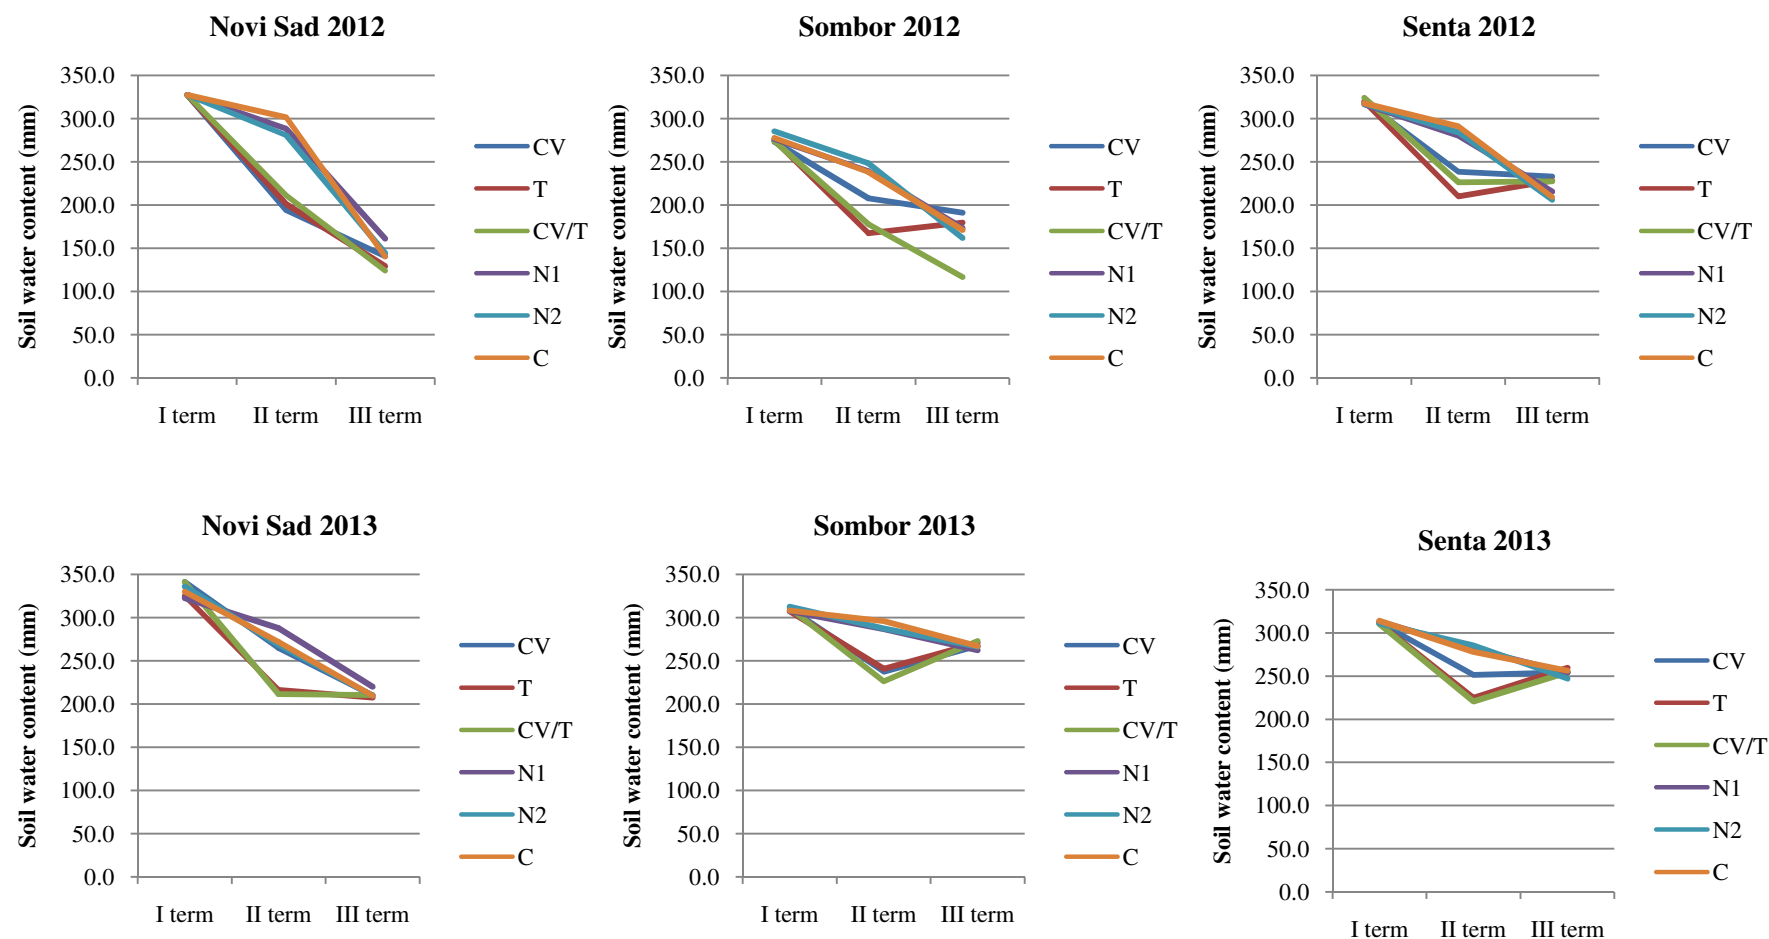 Novi Sad 2012
Soil water content (mm)
350.0
300.0
250.0
200.0
150.0
100.0
50.0
0.0
I term II term III term
CV
T
CV/T
N1
N2
C
Sombor 2012
Soil water content (mm)
350.0
300.0
250.0
200.0
150.0
100.0
50.0
0.0
I term II term III term
CV
T
CV/T
N1
N2
C
Senta 2012
Soil water content (mm)
350.0
300.0
250.0
200.0
150.0
100.0
50.0
0.0
I term II term III term
CV
T
CV/T
N1
N2
C
Novi Sad 2013
Soil water content (mm)
350.0
300.0
250.0
200.0
150.0
100.0
50.0
0.0
I term II term III term
CV
T
CV/T
N1
N2
C
Sombor 2013
Soil water content (mm)
350.0
300.0
250.0
200.0
150.0
100.0
50.0
0.0
I term II term III term
CV
T
CV/T
N1
N2
C
Senta 2013
Soil water content (mm)
350.0
300.0
250.0
200.0
150.0
100.0
50.0
0.0
I term II term III term
CV
T
CV/T
N1
N2
C